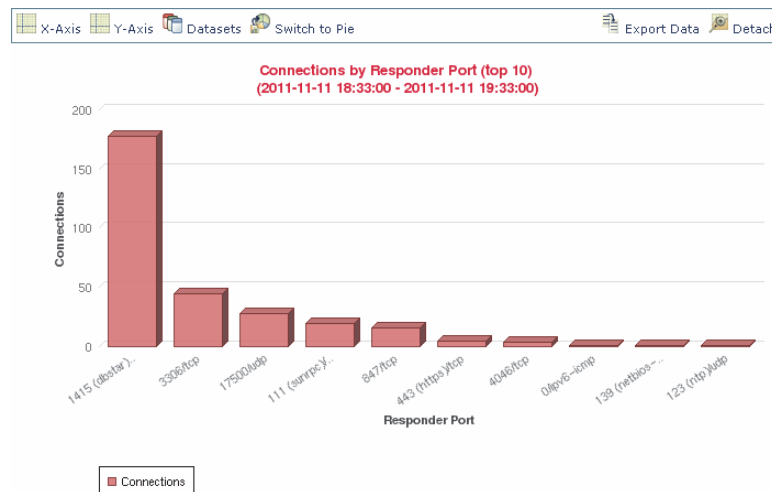 X-Axis Y-Axis Datasets Switch to Pie Export Data Detach
Connections by Responder Port (top 10)
(2011-11-11 18:33:00 - 2011-11-11 19:33:00)
200
150
100
50
0
Connections
1415 (dbstar)..
3306/tcp
17500/udp
111 (sunrpc)/..
847/tcp
443 (https)/tcp
4046/tcp
0/ipv6-icmp
139 (netbios-..
123 (ntp)/udp
Responder Port
Connections